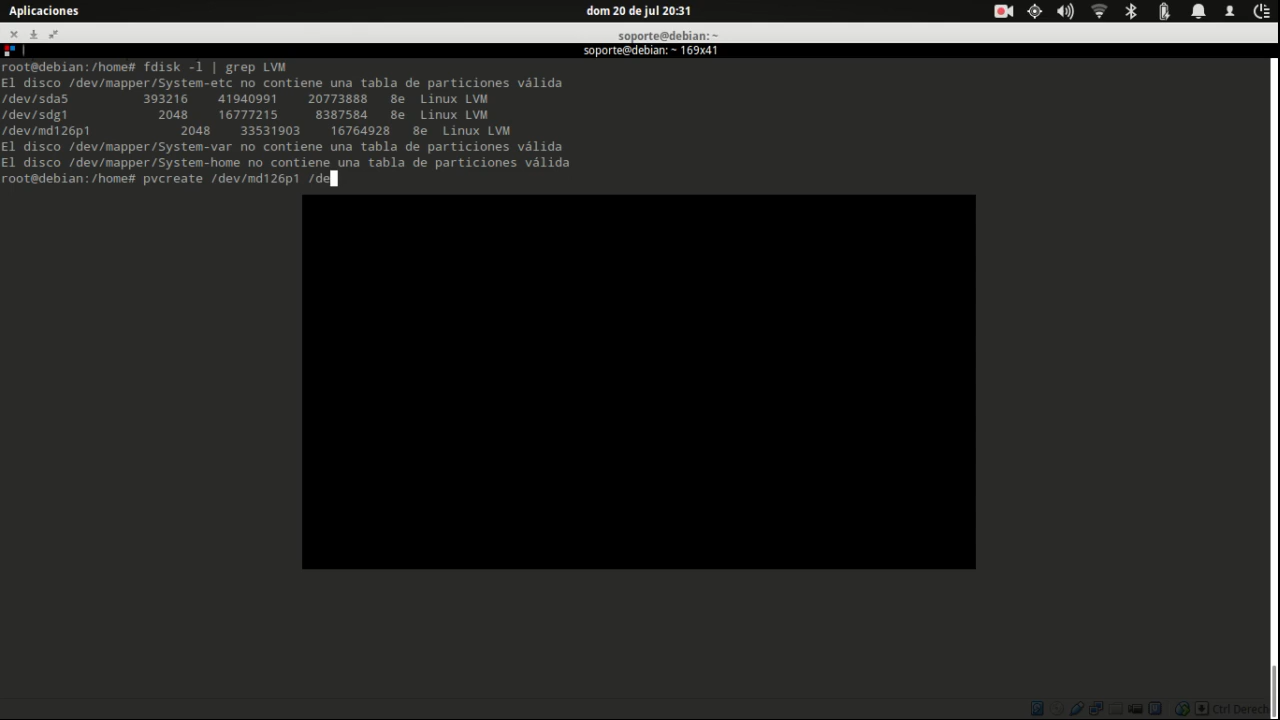 Aplicaciones
dom 20 de jul 20:31
soporte@debian: ~
soporte@debian: ~ 169x41
root@debian:/home# fdisk -l | grep LVM
El disco /dev/mapper/System-etc no contiene una tabla de particiones válida
/dev/sda5          393216    41940991    20773888   8e  Linux LVM
/dev/sdg1            2048    16777215     8387584   8e  Linux LVM
/dev/md126p1            2048    33531903    16764928   8e  Linux LVM
El disco /dev/mapper/System-var no contiene una tabla de particiones válida
El disco /dev/mapper/System-home no contiene una tabla de particiones válida
root@debian:/home# pvcreate /dev/md126p1 /de
Ctrl Derech